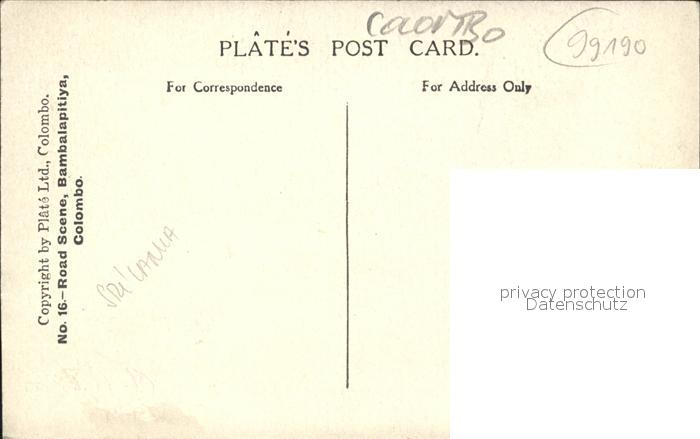 COLOMBO
99190
PLÂTÉ'S POST CARD.
For Correspondence
For Address Only
Copyright by Plâté Ltd., Colombo.
No. 16.—Road Scene, Bambalapitiya,
Colombo.
SRI LANKA
privacy protection
Datenschutz